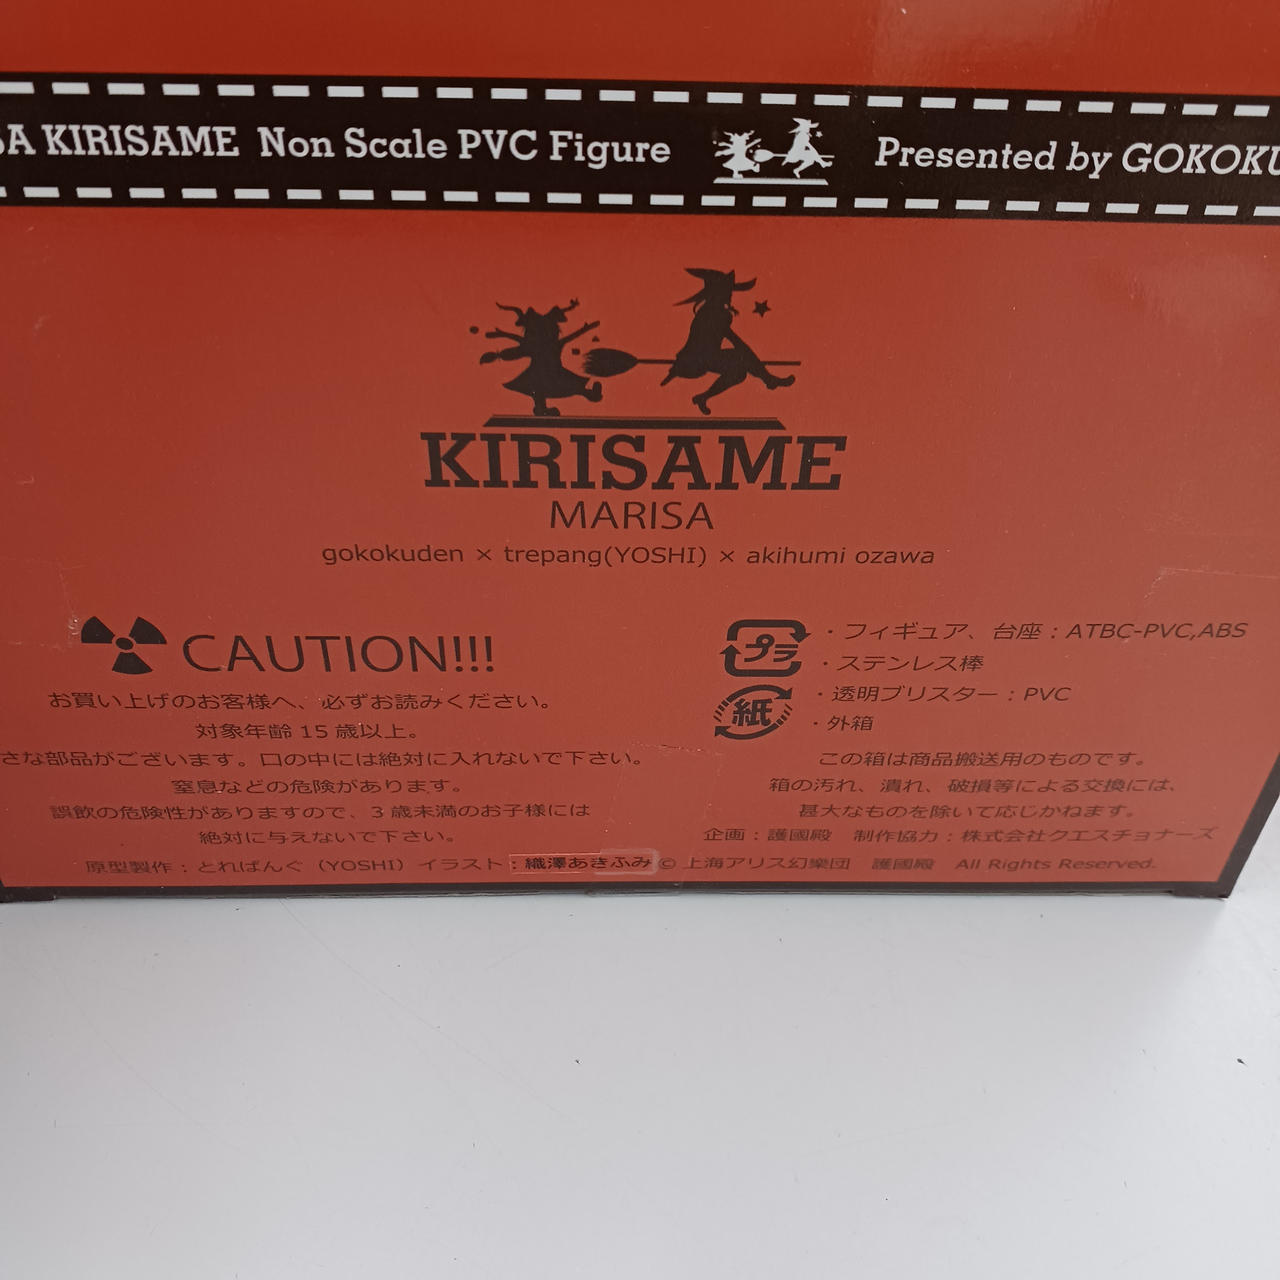 SA KIRISAME Non Scale PVC Figure Presented by GOKOKU
KIRISAME
MARISA
gokokuden × trepang(YOSHI) × akihumi ozawa
CAUTION!!!
お買い上げのお客様へ、必ずお読みください。
対象年齢 15 歳以上。
さな部品がございます。口の中には絶対に入れないで下さい。
窒息などの危険があります。
誤飲の危険性がありますので、3 歳未満のお子様には
絶対に与えないで下さい。
プラ
・フィギュア、台座：ATBC-PVC,ABS
・ステンレス棒
紙
・透明ブリスター：PVC
・外箱
この箱は商品搬送用のものです。
箱の汚れ、潰れ、破損等による交換には、
甚大なものを除いて応じかねます。
企画：護國殿　制作協力：株式会社クエスチョナーズ
原型製作：とれぱんぐ（YOSHI）イラスト：織澤あきふみ © 上海アリス幻樂団　護國殿　All Rights Reserved.